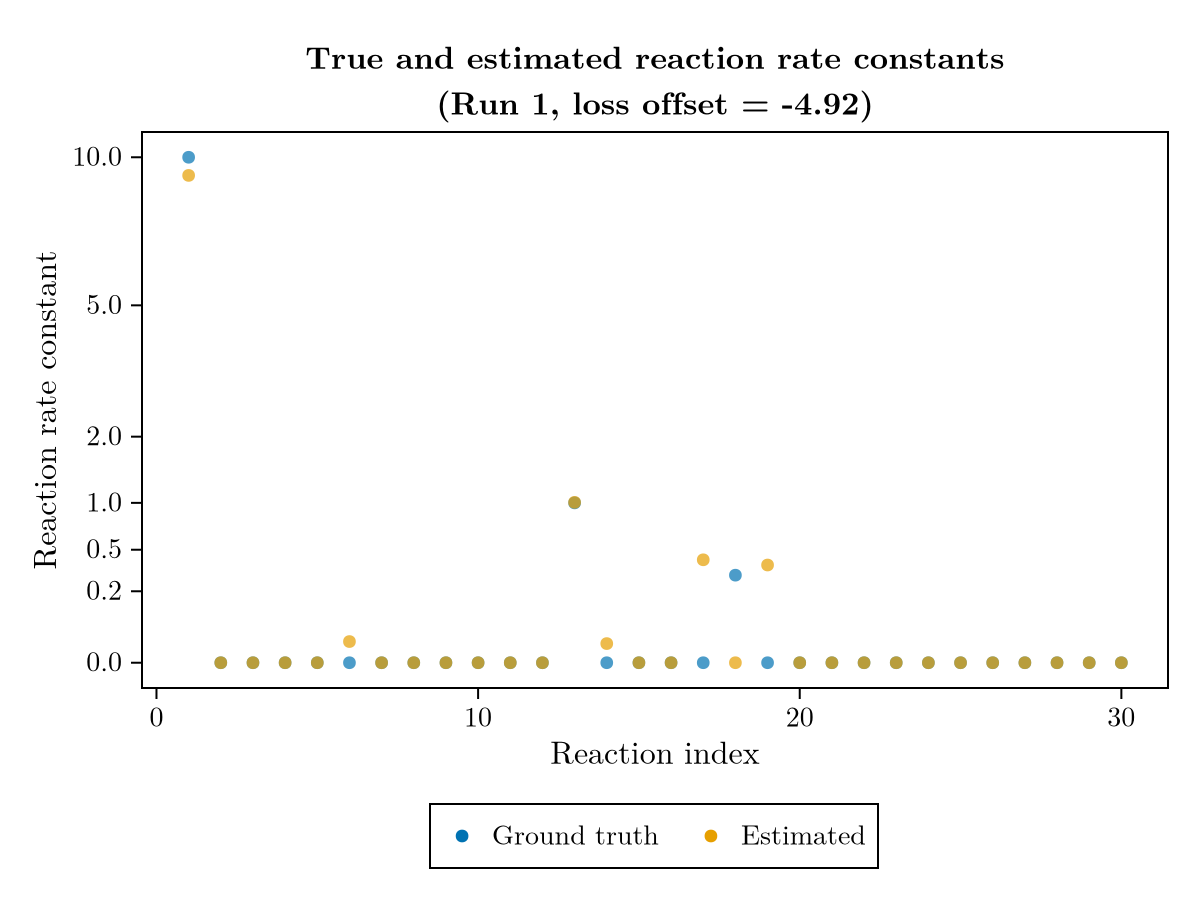 True and estimated reaction rate constants
(Run 1, loss offset = -4.92)
10.0
5.0
2.0
1.0
0.5
0.2
0.0
Reaction rate constant
0 10 20 30
Reaction index
Ground truth Estimated